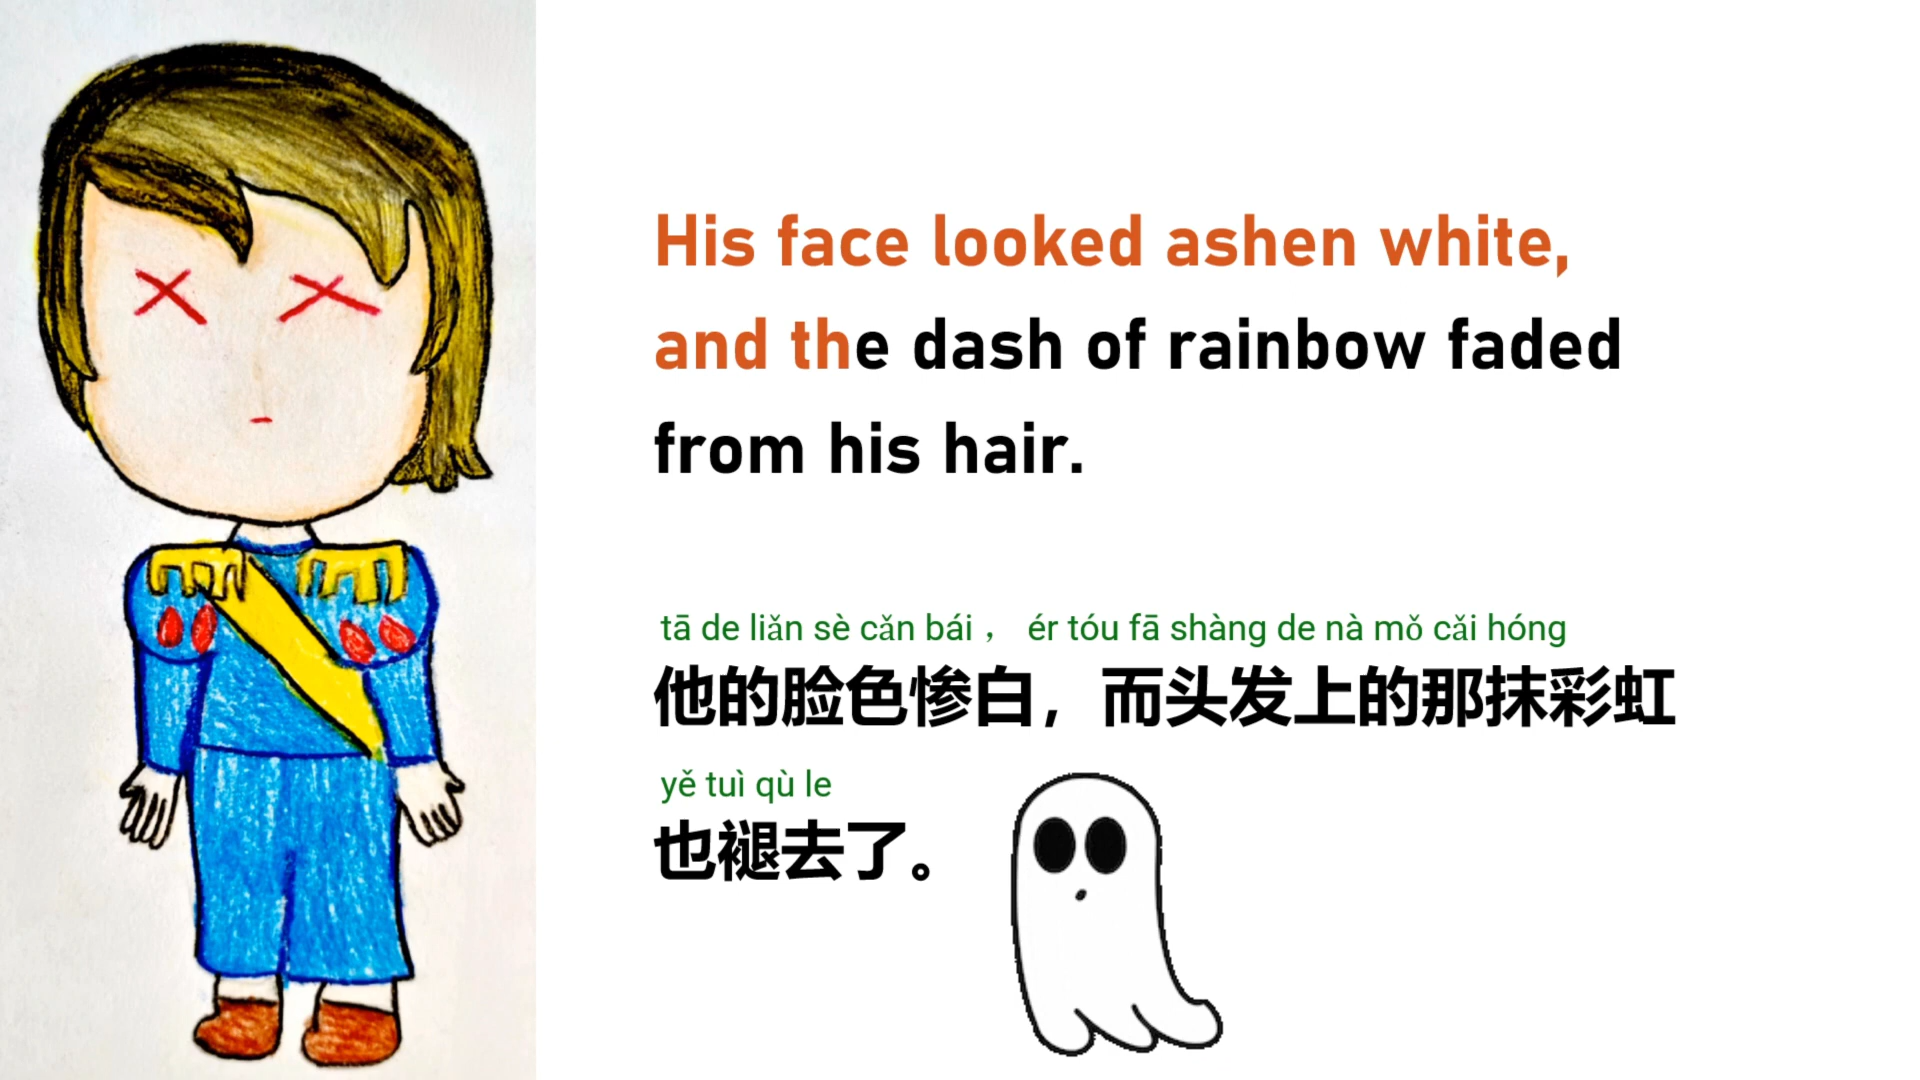 His face looked ashen white,
and the dash of rainbow faded
from his hair.
tā de liǎn sè cǎn bái ， ér tóu fā shàng de nà mǒ cǎi hóng
他的脸色惨白，而头发上的那抹彩虹
yě tuì qù le
也褪去了。